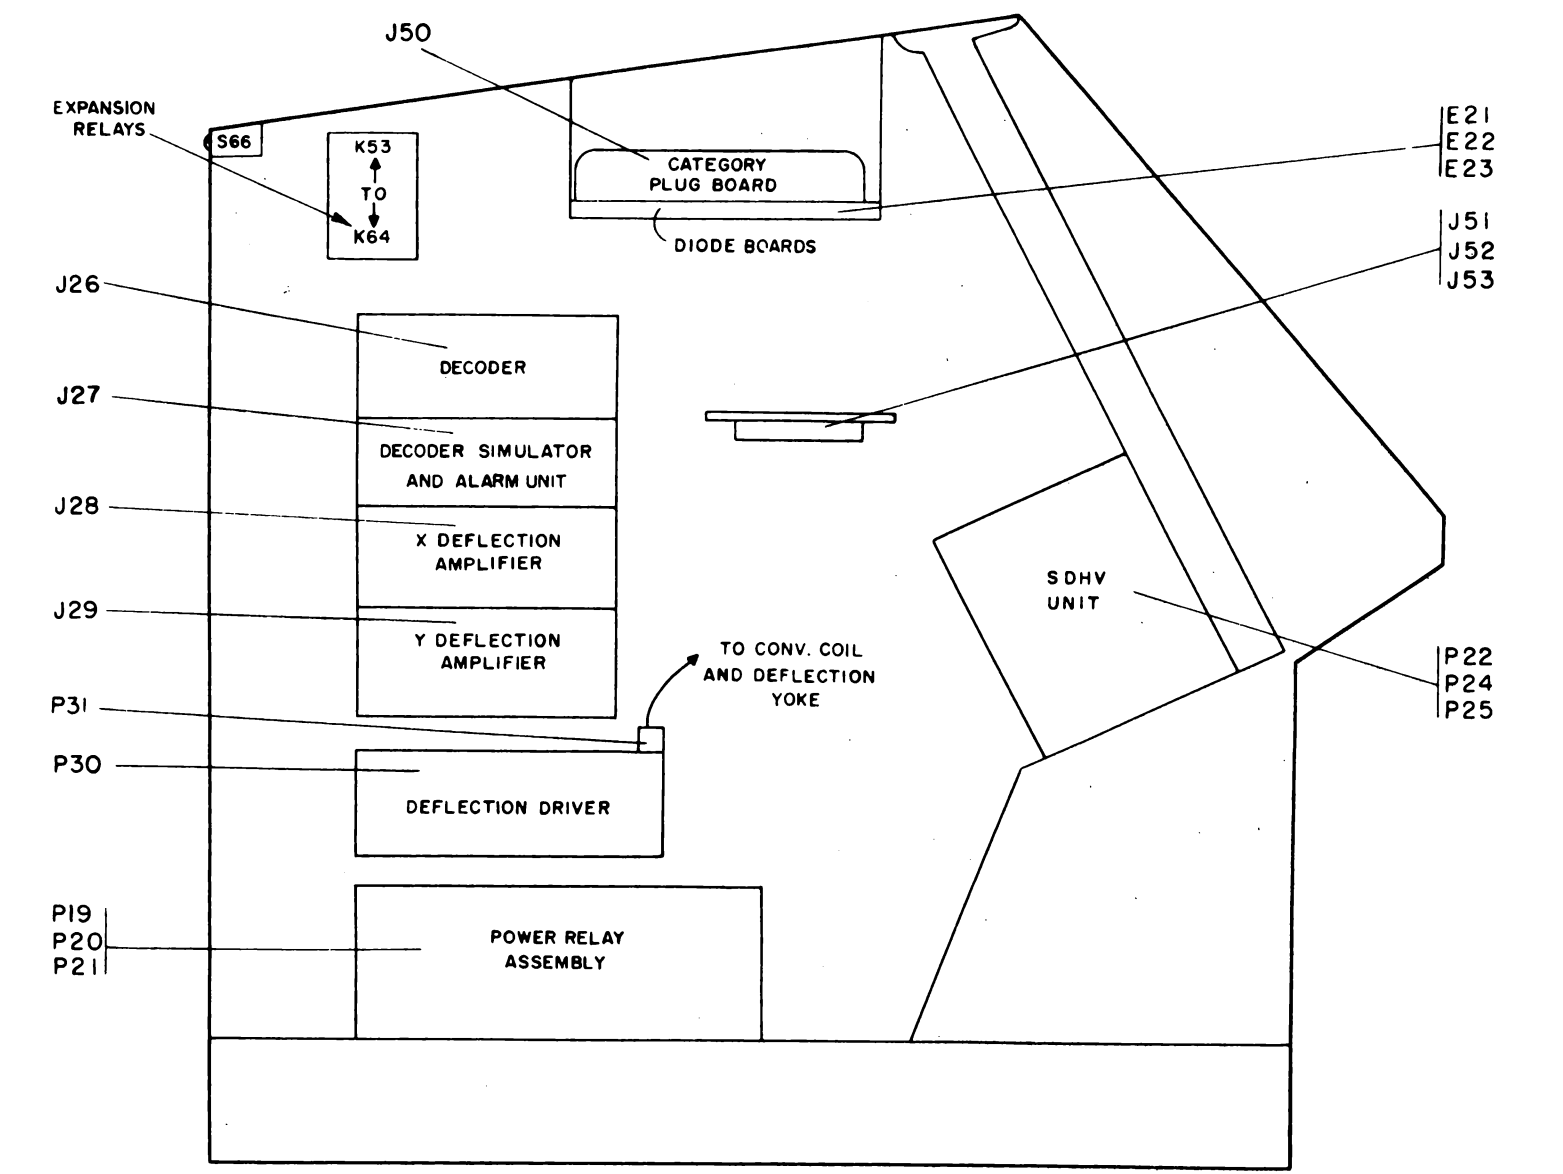 J50
EXPANSION
RELAYS
S66
K53
TO
K64
CATEGORY
PLUG BOARD
DIODE BOARDS
E21
E22
E23
J51
J52
J53
J26
DECODER
J27
DECODER SIMULATOR
AND ALARM UNIT
J28
X DEFLECTION
AMPLIFIER
J29
Y DEFLECTION
AMPLIFIER
SDHV
UNIT
TO CONV. COIL
AND DEFLECTION
YOKE
P22
P24
P25
P31
P30
DEFLECTION DRIVER
P19
P20
P21
POWER RELAY
ASSEMBLY